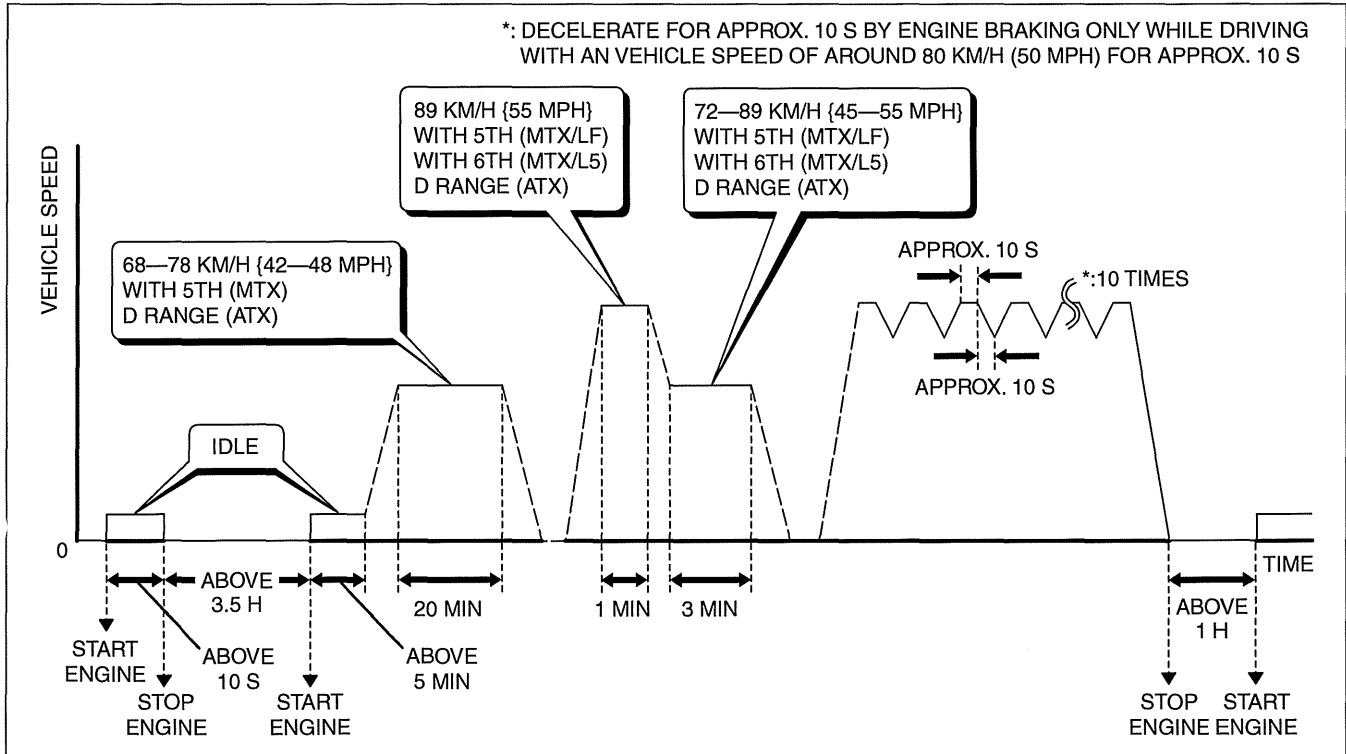 *: DECELERATE FOR APPROX. 10 S BY ENGINE BRAKING ONLY WHILE DRIVING
WITH AN VEHICLE SPEED OF AROUND 80 KM/H (50 MPH) FOR APPROX. 10 S
VEHICLE SPEED
89 KM/H {55 MPH}
WITH 5TH (MTX/LF)
WITH 6TH (MTX/L5)
D RANGE (ATX)
72—89 KM/H {45—55 MPH}
WITH 5TH (MTX/LF)
WITH 6TH (MTX/L5)
D RANGE (ATX)
68—78 KM/H {42—48 MPH}
WITH 5TH (MTX)
D RANGE (ATX)
APPROX. 10 S
*:10 TIMES
APPROX. 10 S
IDLE
0
TIME
ABOVE
3.5 H
20 MIN
1 MIN
3 MIN
ABOVE
1 H
START
ENGINE
ABOVE
10 S
STOP
ENGINE
START
ENGINE
ABOVE
5 MIN
STOP
ENGINE
START
ENGINE